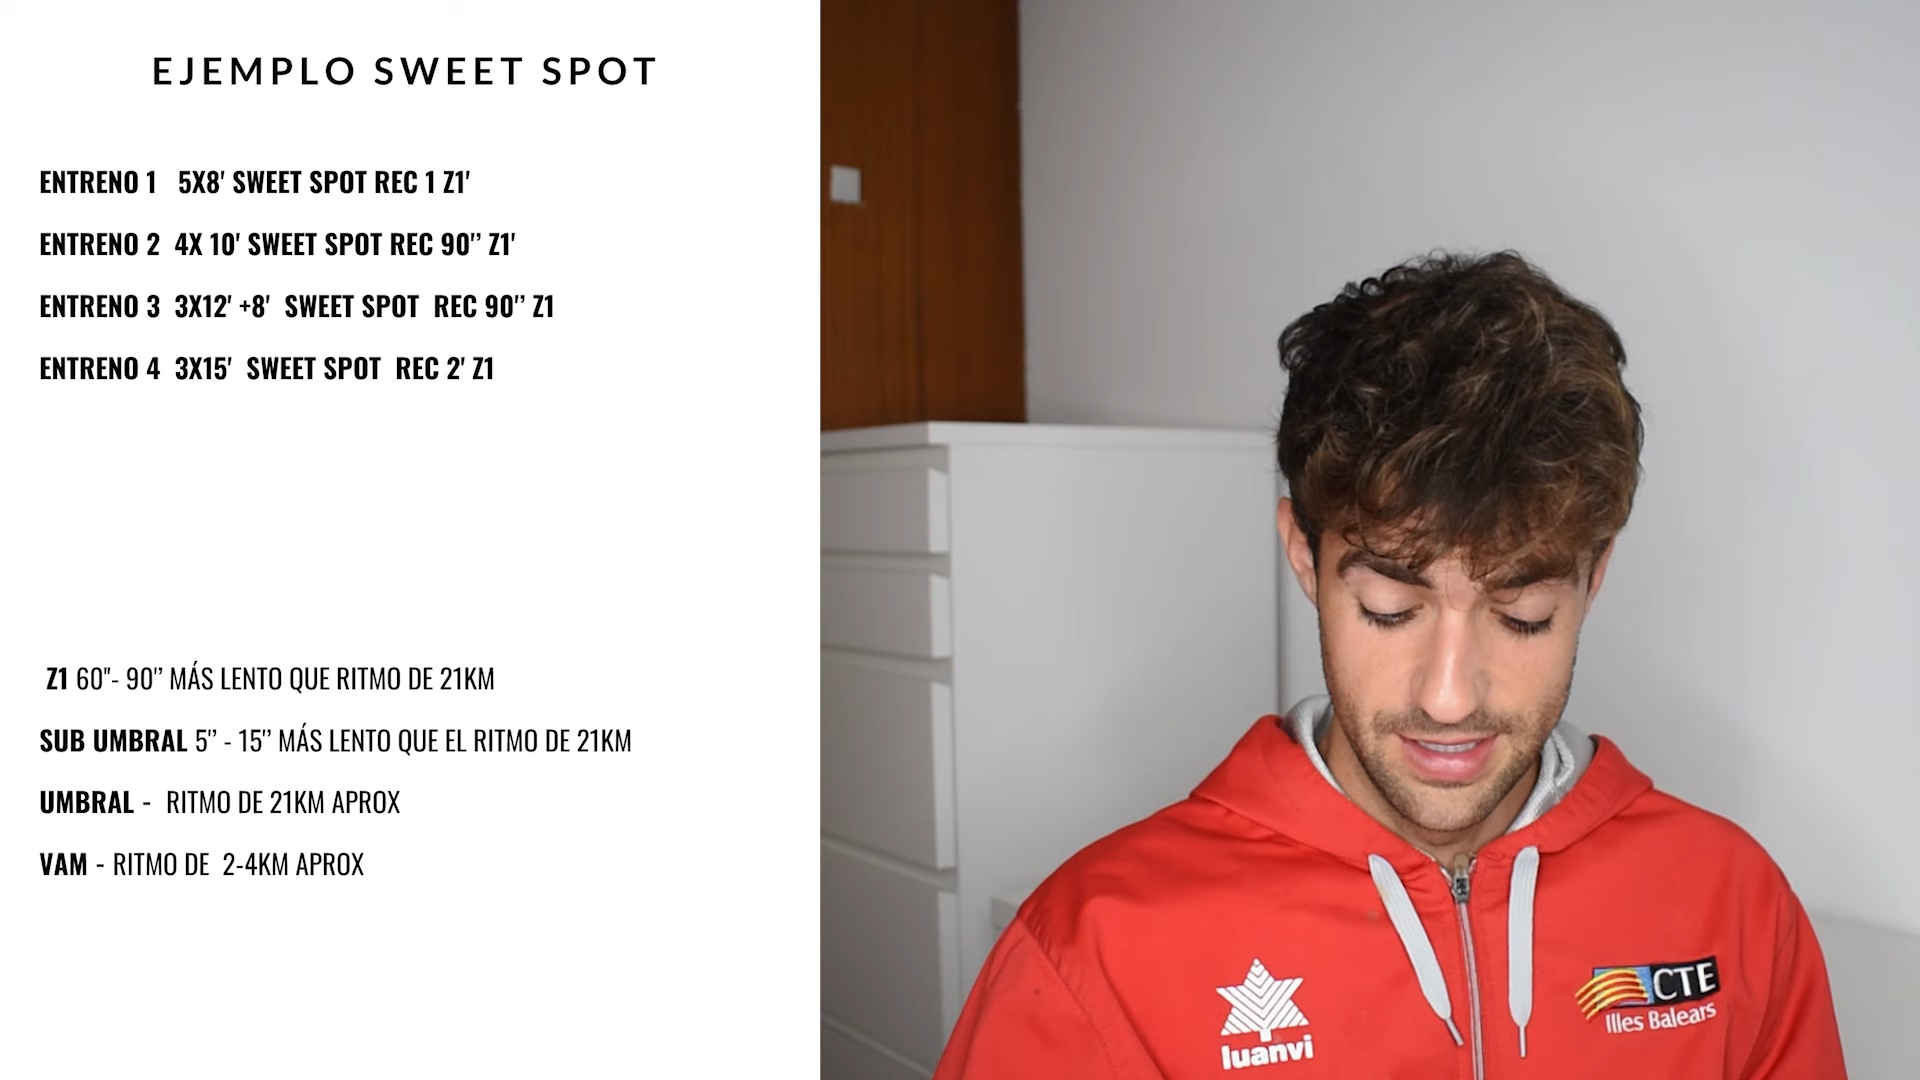 EJEMPLO SWEET SPOT
ENTRENO 1 5X8' SWEET SPOT REC 1 Z1'
ENTRENO 2 4X 10' SWEET SPOT REC 90’’ Z1'
ENTRENO 3 3X12' +8' SWEET SPOT REC 90’’ Z1
ENTRENO 4 3X15' SWEET SPOT REC 2' Z1
Z1 60"- 90’’ MÁS LENTO QUE RITMO DE 21KM
SUB UMBRAL 5’’ - 15’’ MÁS LENTO QUE EL RITMO DE 21KM
UMBRAL - RITMO DE 21KM APROX
VAM - RITMO DE 2-4KM APROX
luanvi
CTE
Illes Balears